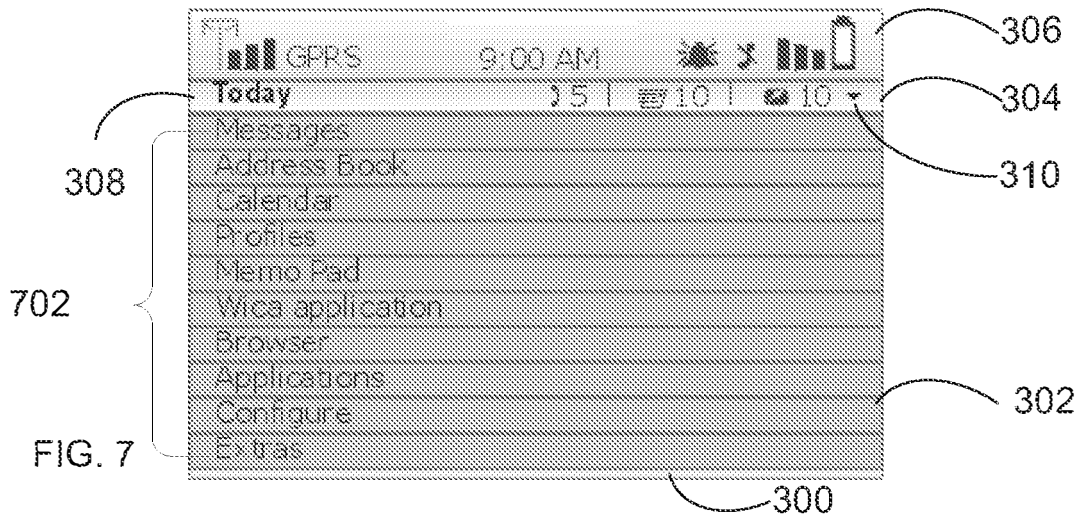 306
GPRS 9:00 AM
Today 5 | 10 | 10
304
308
310
Messages
Address Book
Calendar
Profiles
Memo Pad
702
Wica application
Browser
Applications
302
Configure
FIG. 7
Extras
300